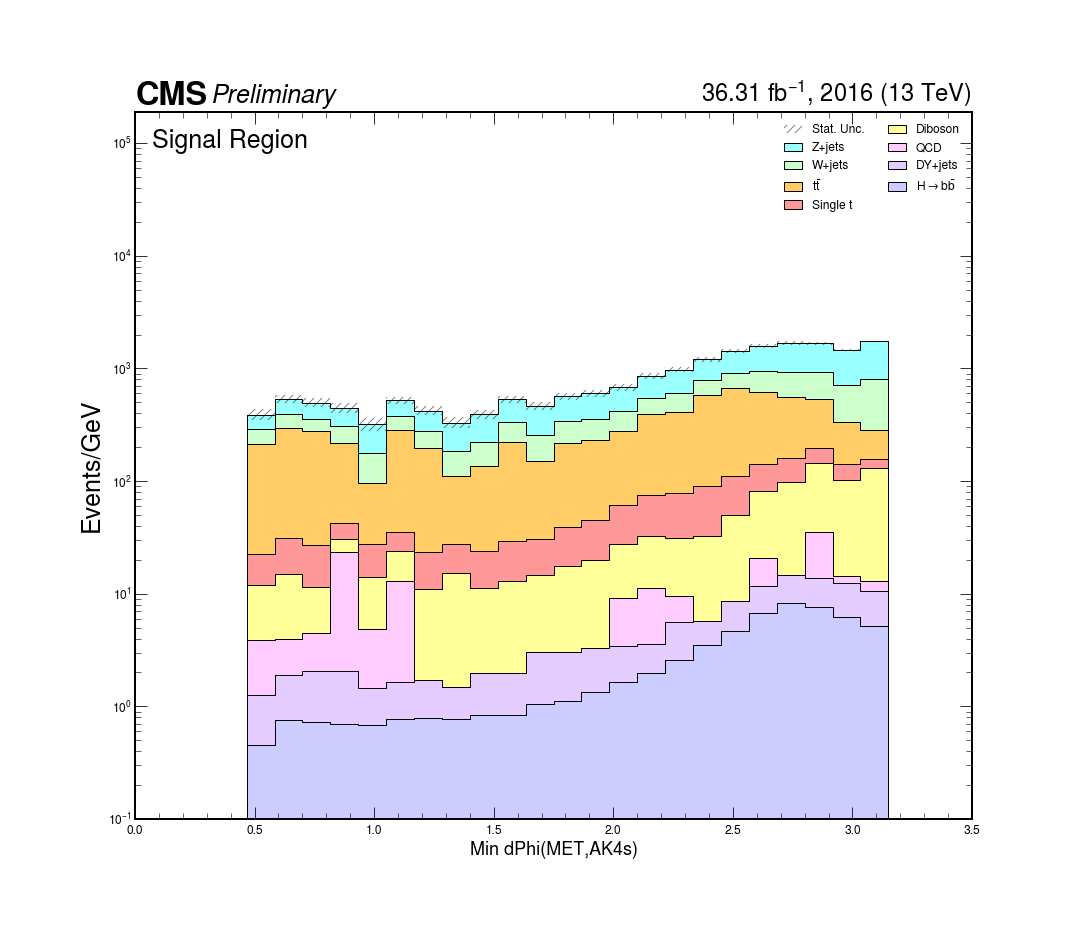 CMS Preliminary 36.31 fb⁻¹, 2016 (13 TeV)
Signal Region
Stat. Unc.
Z+jets
W+jets
tt̄
Single t
Diboson
QCD
DY+jets
H→bb̄
Events/GeV
10⁵
10⁴
10³
10²
10¹
10⁰
10⁻¹
0.0 0.5 1.0 1.5 2.0 2.5 3.0 3.5
Min dPhi(MET,AK4s)